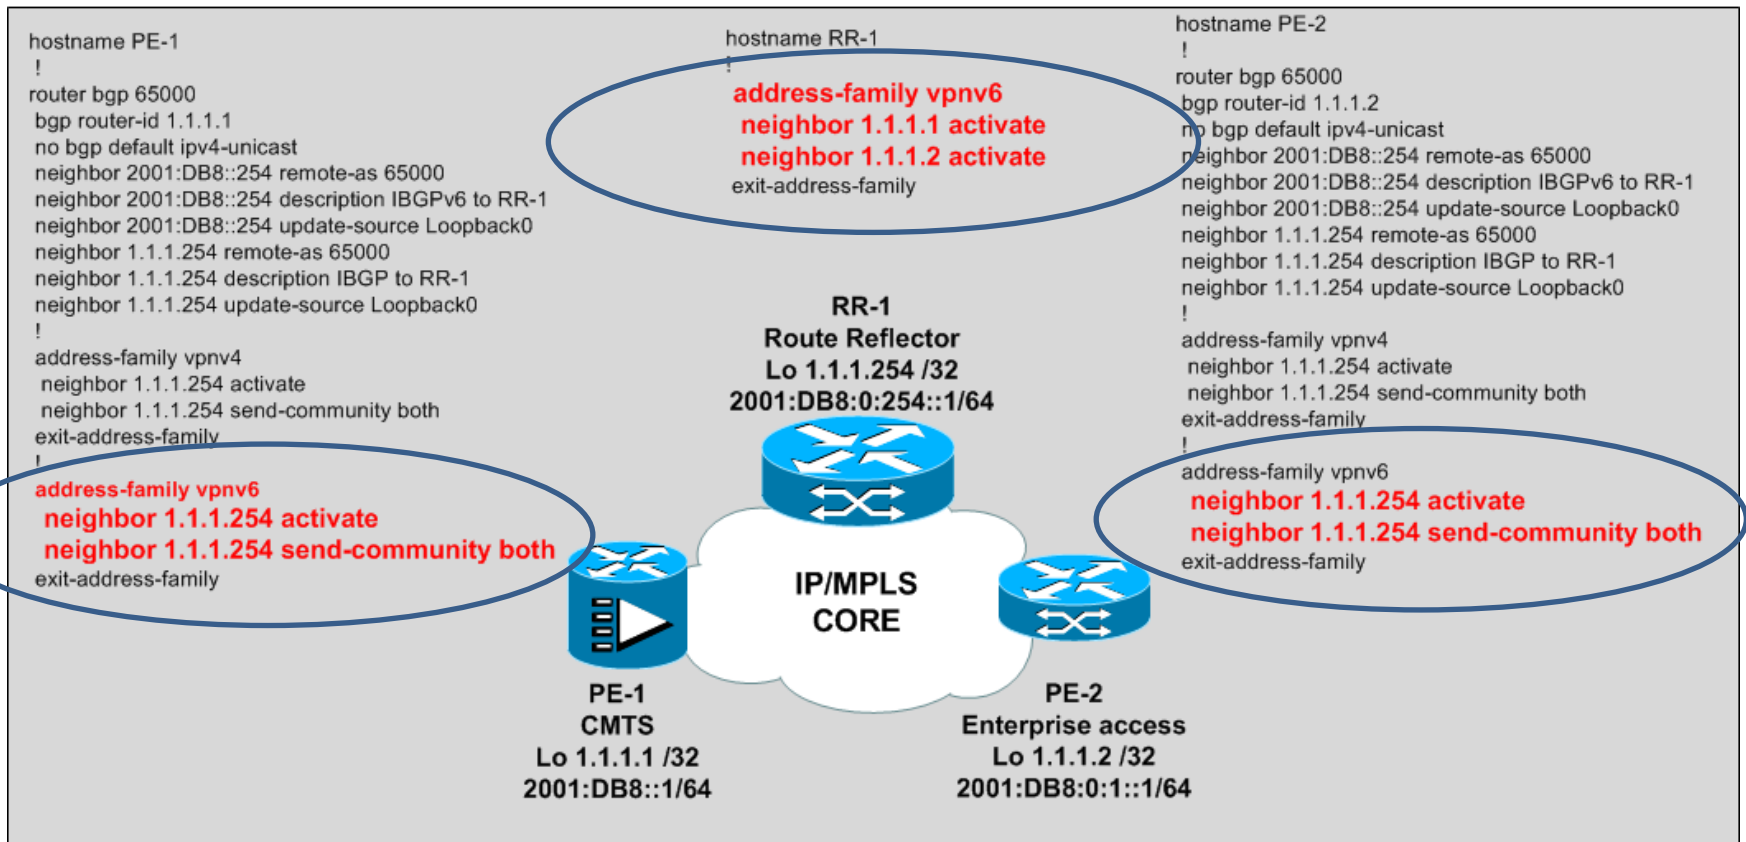 hostname PE-1
!
router bgp 65000
bgp router-id 1.1.1.1
no bgp default ipv4-unicast
neighbor 2001:DB8::254 remote-as 65000
neighbor 2001:DB8::254 description IBGPv6 to RR-1
neighbor 2001:DB8::254 update-source Loopback0
neighbor 1.1.1.254 remote-as 65000
neighbor 1.1.1.254 description IBGP to RR-1
neighbor 1.1.1.254 update-source Loopback0
!
address-family vpnv4
neighbor 1.1.1.254 activate
neighbor 1.1.1.254 send-community both
exit-address-family
!
address-family vpnv6
neighbor 1.1.1.254 activate
neighbor 1.1.1.254 send-community both
exit-address-family
hostname RR-1
!
address-family vpnv6
neighbor 1.1.1.1 activate
neighbor 1.1.1.2 activate
exit-address-family
hostname PE-2
!
router bgp 65000
bgp router-id 1.1.1.2
no bgp default ipv4-unicast
neighbor 2001:DB8::254 remote-as 65000
neighbor 2001:DB8::254 description IBGPv6 to RR-1
neighbor 2001:DB8::254 update-source Loopback0
neighbor 1.1.1.254 remote-as 65000
neighbor 1.1.1.254 description IBGP to RR-1
neighbor 1.1.1.254 update-source Loopback0
!
address-family vpnv4
neighbor 1.1.1.254 activate
neighbor 1.1.1.254 send-community both
exit-address-family
!
address-family vpnv6
neighbor 1.1.1.254 activate
neighbor 1.1.1.254 send-community both
exit-address-family
RR-1
Route Reflector
Lo 1.1.1.254 /32
2001:DB8:0:254::1/64
IP/MPLS
CORE
PE-1
CMTS
Lo 1.1.1.1 /32
2001:DB8::1/64
PE-2
Enterprise access
Lo 1.1.1.2 /32
2001:DB8:0:1::1/64